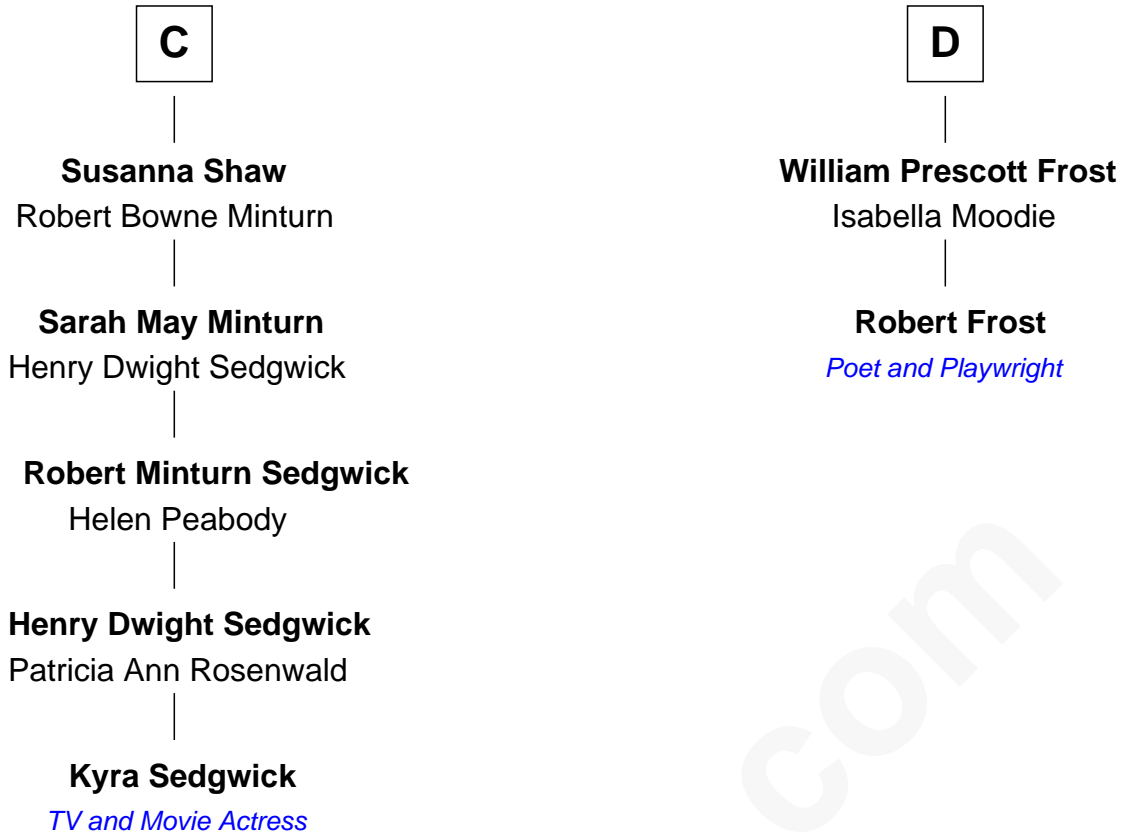 C
Susanna Shaw
Robert Bowne Minturn
Sarah May Minturn
Henry Dwight Sedgwick
Robert Minturn Sedgwick
Helen Peabody
Henry Dwight Sedgwick
Patricia Ann Rosenwald
Kyra Sedgwick
TV and Movie Actress
D
William Prescott Frost
Isabella Moodie
Robert Frost
Poet and Playwright
com